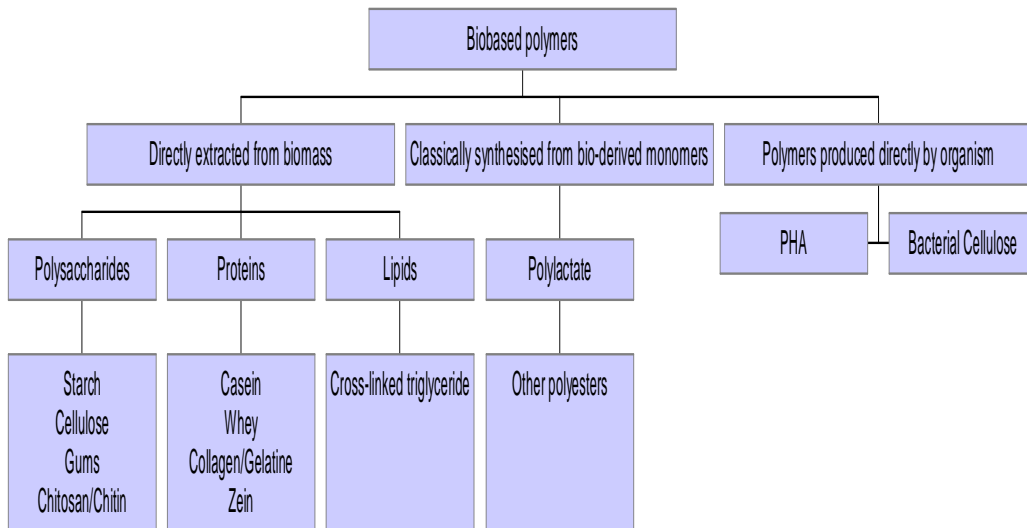 Biobased polymers
Directly extracted from biomass
Classically synthesised from bio-derived monomers
Polymers produced directly by organism
Polysaccharides
Proteins
Lipids
Polylactate
PHA
Bacterial Cellulose
Starch
Cellulose
Gums
Chitosan/Chitin
Casein
Whey
Collagen/Gelatine
Zein
Cross-linked triglyceride
Other polyesters